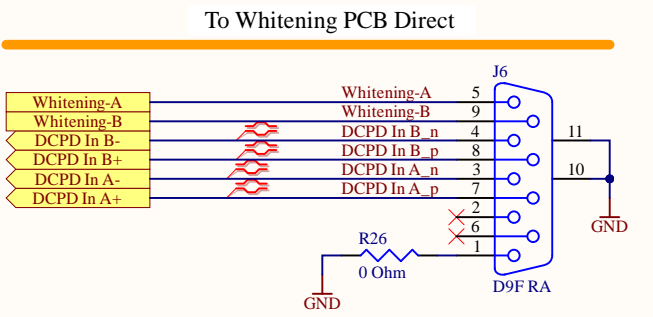 To Whitening PCB Direct
J6
Whitening-A Whitening-A 5
Whitening-B Whitening-B 9
DCPD In B- DCPD In B_n 4 11
DCPD In B+ DCPD In B_p 8
DCPD In A- DCPD In A_n 3 10
DCPD In A+ DCPD In A_p 7
2
GND
6
R26 1
0 Ohm
D9F RA
GND